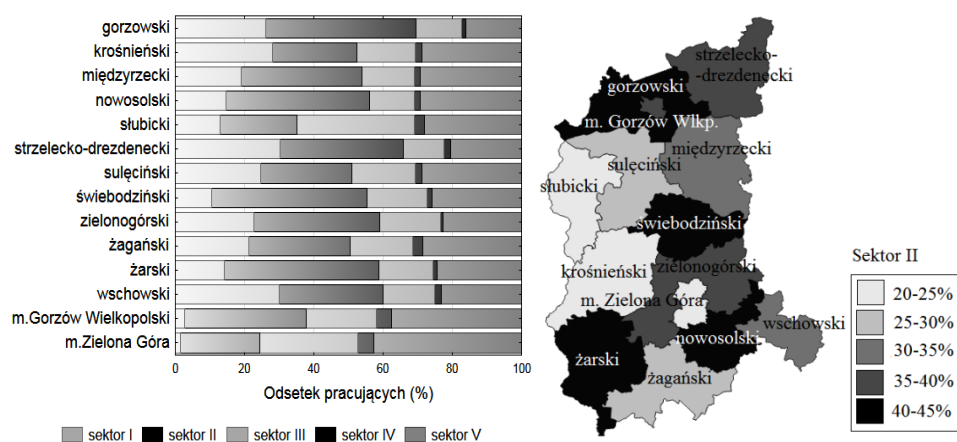 gorzowski
krośnieński
międzyrzecki
nowosolski
słubicki
strzelecko-drezdenecki
sulęciński
świebodziński
zielonogórski
żagański
żarski
wschowski
m.Gorzów Wielkopolski
m.Zielona Góra
0 20 40 60 80 100
Odsetek pracujących (%)
sektor I sektor II sektor III sektor IV sektor V
strzelecko-
-drezdenecki
gorzowski
m. Gorzów Wlkp.
międzyrzecki
sulęciński
słubicki
świebodziński
krośnieński
zielonogórski
m. Zielona Góra
wschowski
nowosolski
żarski
żagański
Sektor II
20-25%
25-30%
30-35%
35-40%
40-45%